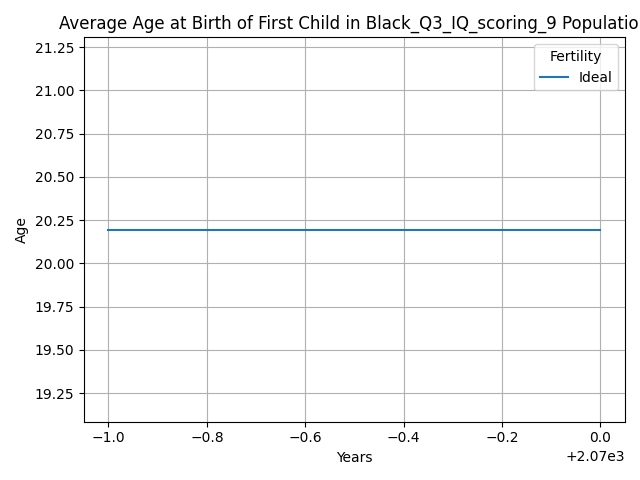 Average Age at Birth of First Child in Black_Q3_IQ_scoring_9 Populatio
Fertility
Ideal
21.25
21.00
20.75
20.50
20.25
20.00
19.75
19.50
19.25
Age
−1.0 −0.8 −0.6 −0.4 −0.2 0.0
Years
+2.07e3